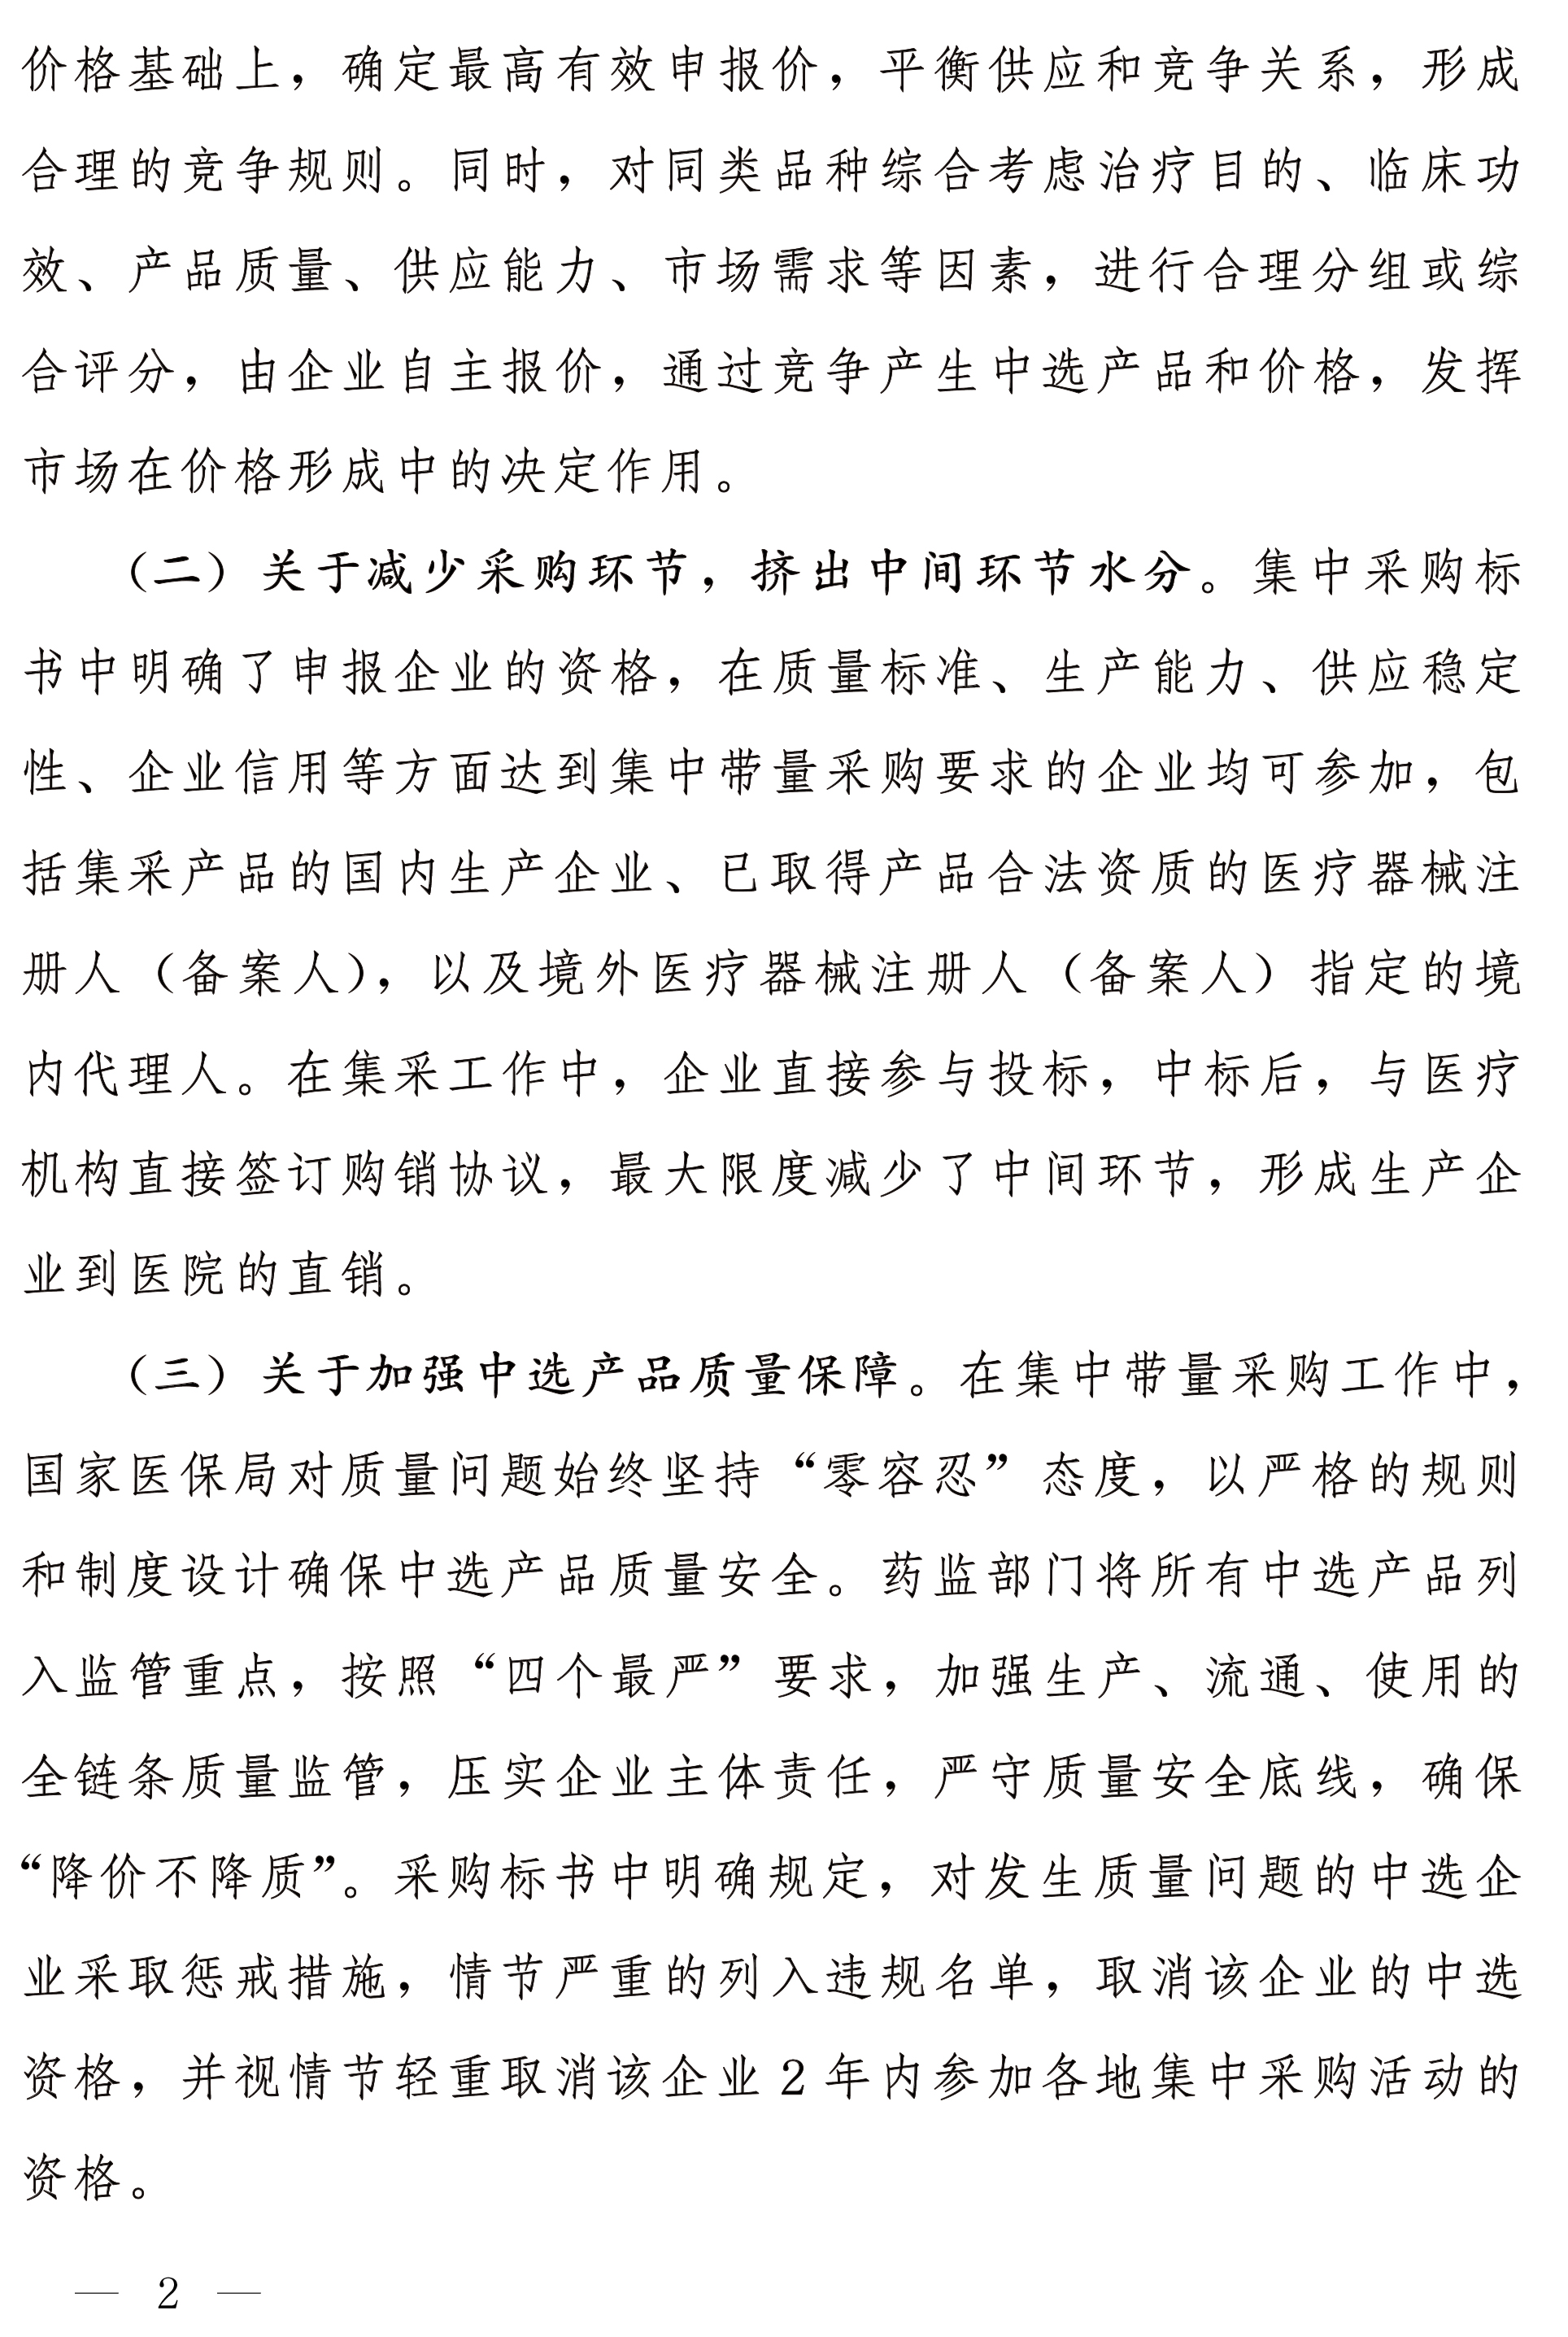 价格基础上，确定最高有效申报价，平衡供应和竞争关系，形成
合理的竞争规则。同时，对同类品种综合考虑治疗目的、临床功
效、产品质量、供应能力、市场需求等因素，进行合理分组或综
合评分，由企业自主报价，通过竞争产生中选产品和价格，发挥
市场在价格形成中的决定作用。
（二）关于减少采购环节，挤出中间环节水分。集中采购标
书中明确了申报企业的资格，在质量标准、生产能力、供应稳定
性、企业信用等方面达到集中带量采购要求的企业均可参加，包
括集采产品的国内生产企业、已取得产品合法资质的医疗器械注
册人（备案人），以及境外医疗器械注册人（备案人）指定的境
内代理人。在集采工作中，企业直接参与投标，中标后，与医疗
机构直接签订购销协议，最大限度减少了中间环节，形成生产企
业到医院的直销。
（三）关于加强中选产品质量保障。在集中带量采购工作中，
国家医保局对质量问题始终坚持“零容忍”态度，以严格的规则
和制度设计确保中选产品质量安全。药监部门将所有中选产品列
入监管重点，按照“四个最严”要求，加强生产、流通、使用的
全链条质量监管，压实企业主体责任，严守质量安全底线，确保
“降价不降质”。采购标书中明确规定，对发生质量问题的中选企
业采取惩戒措施，情节严重的列入违规名单，取消该企业的中选
资格，并视情节轻重取消该企业2年内参加各地集中采购活动的
资格。
— 2 —